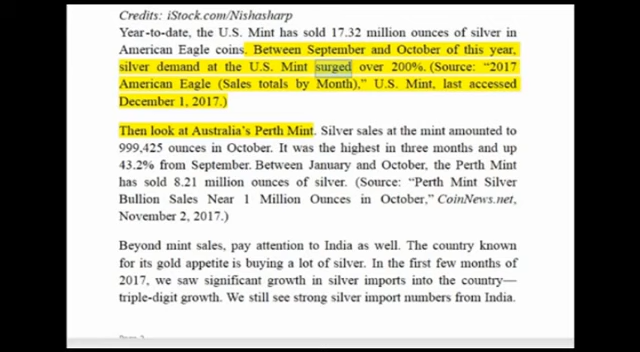 Credits: iStock.com/Nishasharp
Year-to-date, the U.S. Mint has sold 17.32 million ounces of silver in
American Eagle coins. Between September and October of this year,
silver demand at the U.S. Mint surged over 200%. (Source: “2017
American Eagle (Sales totals by Month),” U.S. Mint, last accessed
December 1, 2017.)
Then look at Australia’s Perth Mint. Silver sales at the mint amounted to
999,425 ounces in October. It was the highest in three months and up
43.2% from September. Between January and October, the Perth Mint
has sold 8.21 million ounces of silver. (Source: “Perth Mint Silver
Bullion Sales Near 1 Million Ounces in October,” CoinNews.net,
November 2, 2017.)
Beyond mint sales, pay attention to India as well. The country known
for its gold appetite is buying a lot of silver. In the first few months of
2017, we saw significant growth in silver imports into the country—
triple-digit growth. We still see strong silver import numbers from India.